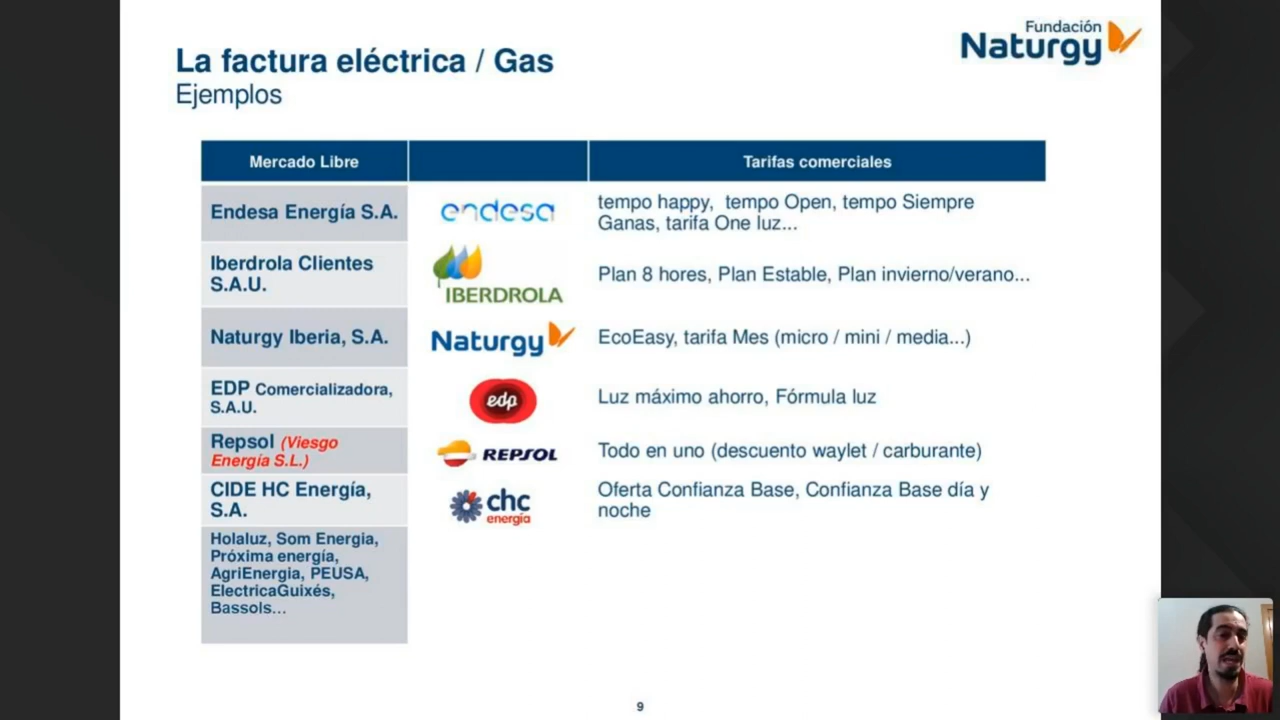 Fundación
Naturgy
La factura eléctrica / Gas
Ejemplos
Mercado Libre
Tarifas comerciales
Endesa Energía S.A.
endesa
tempo happy, tempo Open, tempo Siempre
Ganas, tarifa One luz...
Iberdrola Clientes
S.A.U.
IBERDROLA
Plan 8 hores, Plan Estable, Plan invierno/verano...
Naturgy Iberia, S.A.
Naturgy
EcoEasy, tarifa Mes (micro / mini / media...)
EDP Comercializadora,
S.A.U.
edp
Luz máximo ahorro, Fórmula luz
Repsol (Viesgo
Energía S.L.)
REPSOL
Todo en uno (descuento waylet / carburante)
CIDE HC Energía,
S.A.
chc
energía
Oferta Confianza Base, Confianza Base día y
noche
Holaluz, Som Energia,
Próxima energía,
AgriEnergia, PEUSA,
ElectricaGuixés,
Bassols...
9